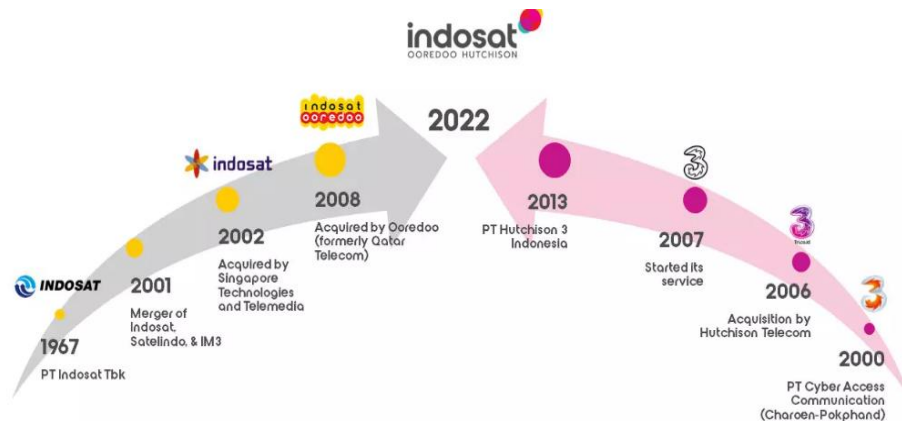 indosat
OOREDOO HUTCHISON
2022
indosat
ooredoo
2008
Acquired by Ooredoo
(formerly Qatar
Telecom)
indosat
2002
Acquired by
Singapore
Technologies
and Telemedia
2001
Merger of
Indosat,
Satelindo, & IM3
INDOSAT
1967
PT Indosat Tbk
2013
PT Hutchison 3
Indonesia
3
2007
Started its
service
3
2006
Acquisition by
Hutchison Telecom
3
2000
PT Cyber Access
Communication
(Charoen-Pokphand)